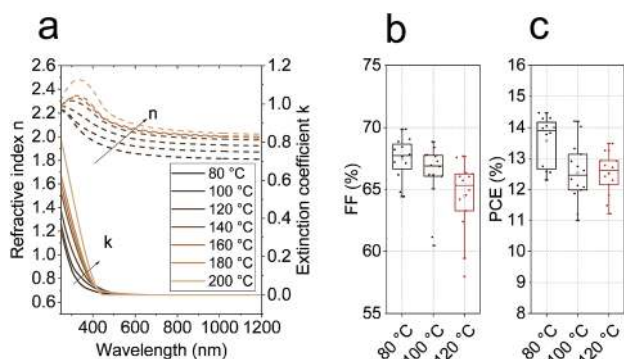 a
b
c
2.6
2.4
2.2
2.0
1.8
1.6
1.4
1.2
1.0
0.8
0.6
Refractive index n
n
k
80 °C
100 °C
120 °C
140 °C
160 °C
180 °C
200 °C
1.2
1.0
0.8
0.6
0.4
0.2
0.0
Extinction coefficient k
400 600 800 1000 1200
Wavelength (nm)
75
70
65
60
55
FF (%)
80 °C
100 °C
120 °C
16
15
14
13
12
11
10
9
8
PCE (%)
80 °C
100 °C
120 °C